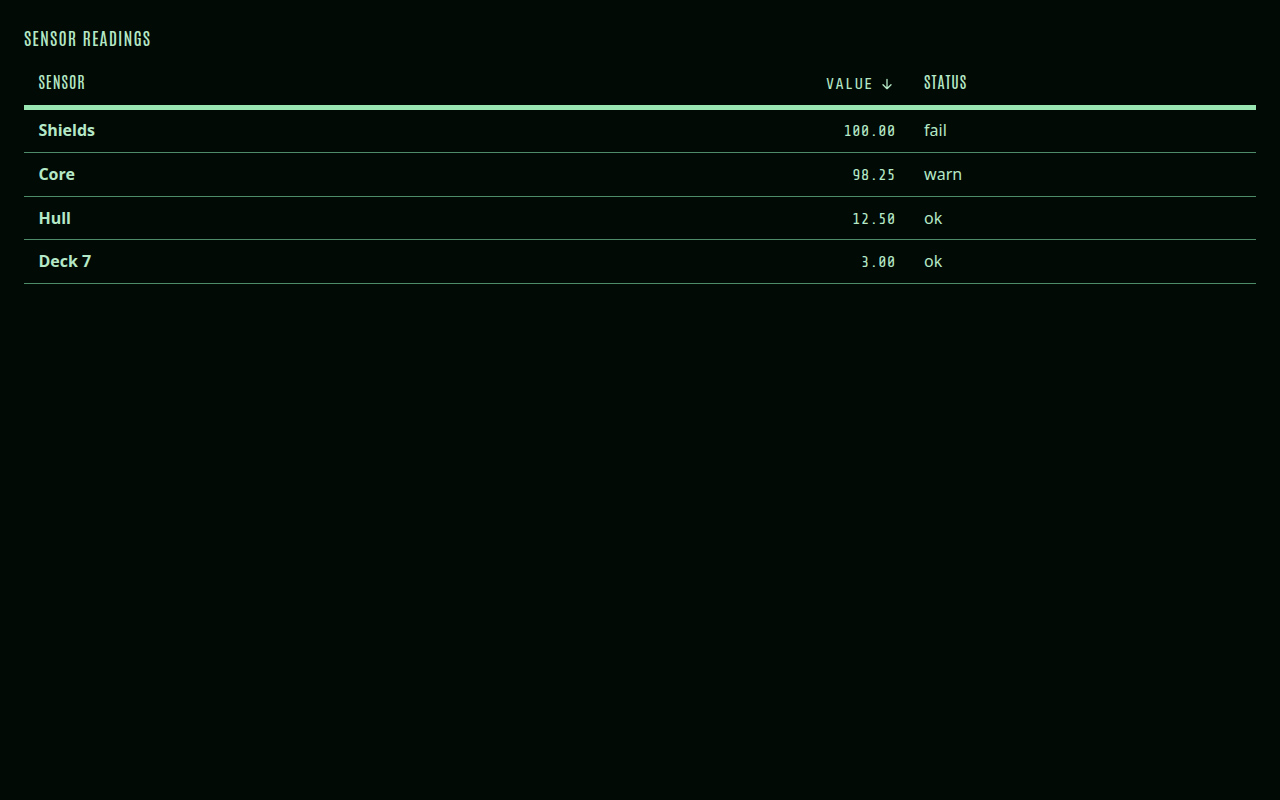 SENSOR READINGS
SENSOR VALUE ↓ STATUS
Shields 100.00 fail
Core 98.25 warn
Hull 12.50 ok
Deck 7 3.00 ok